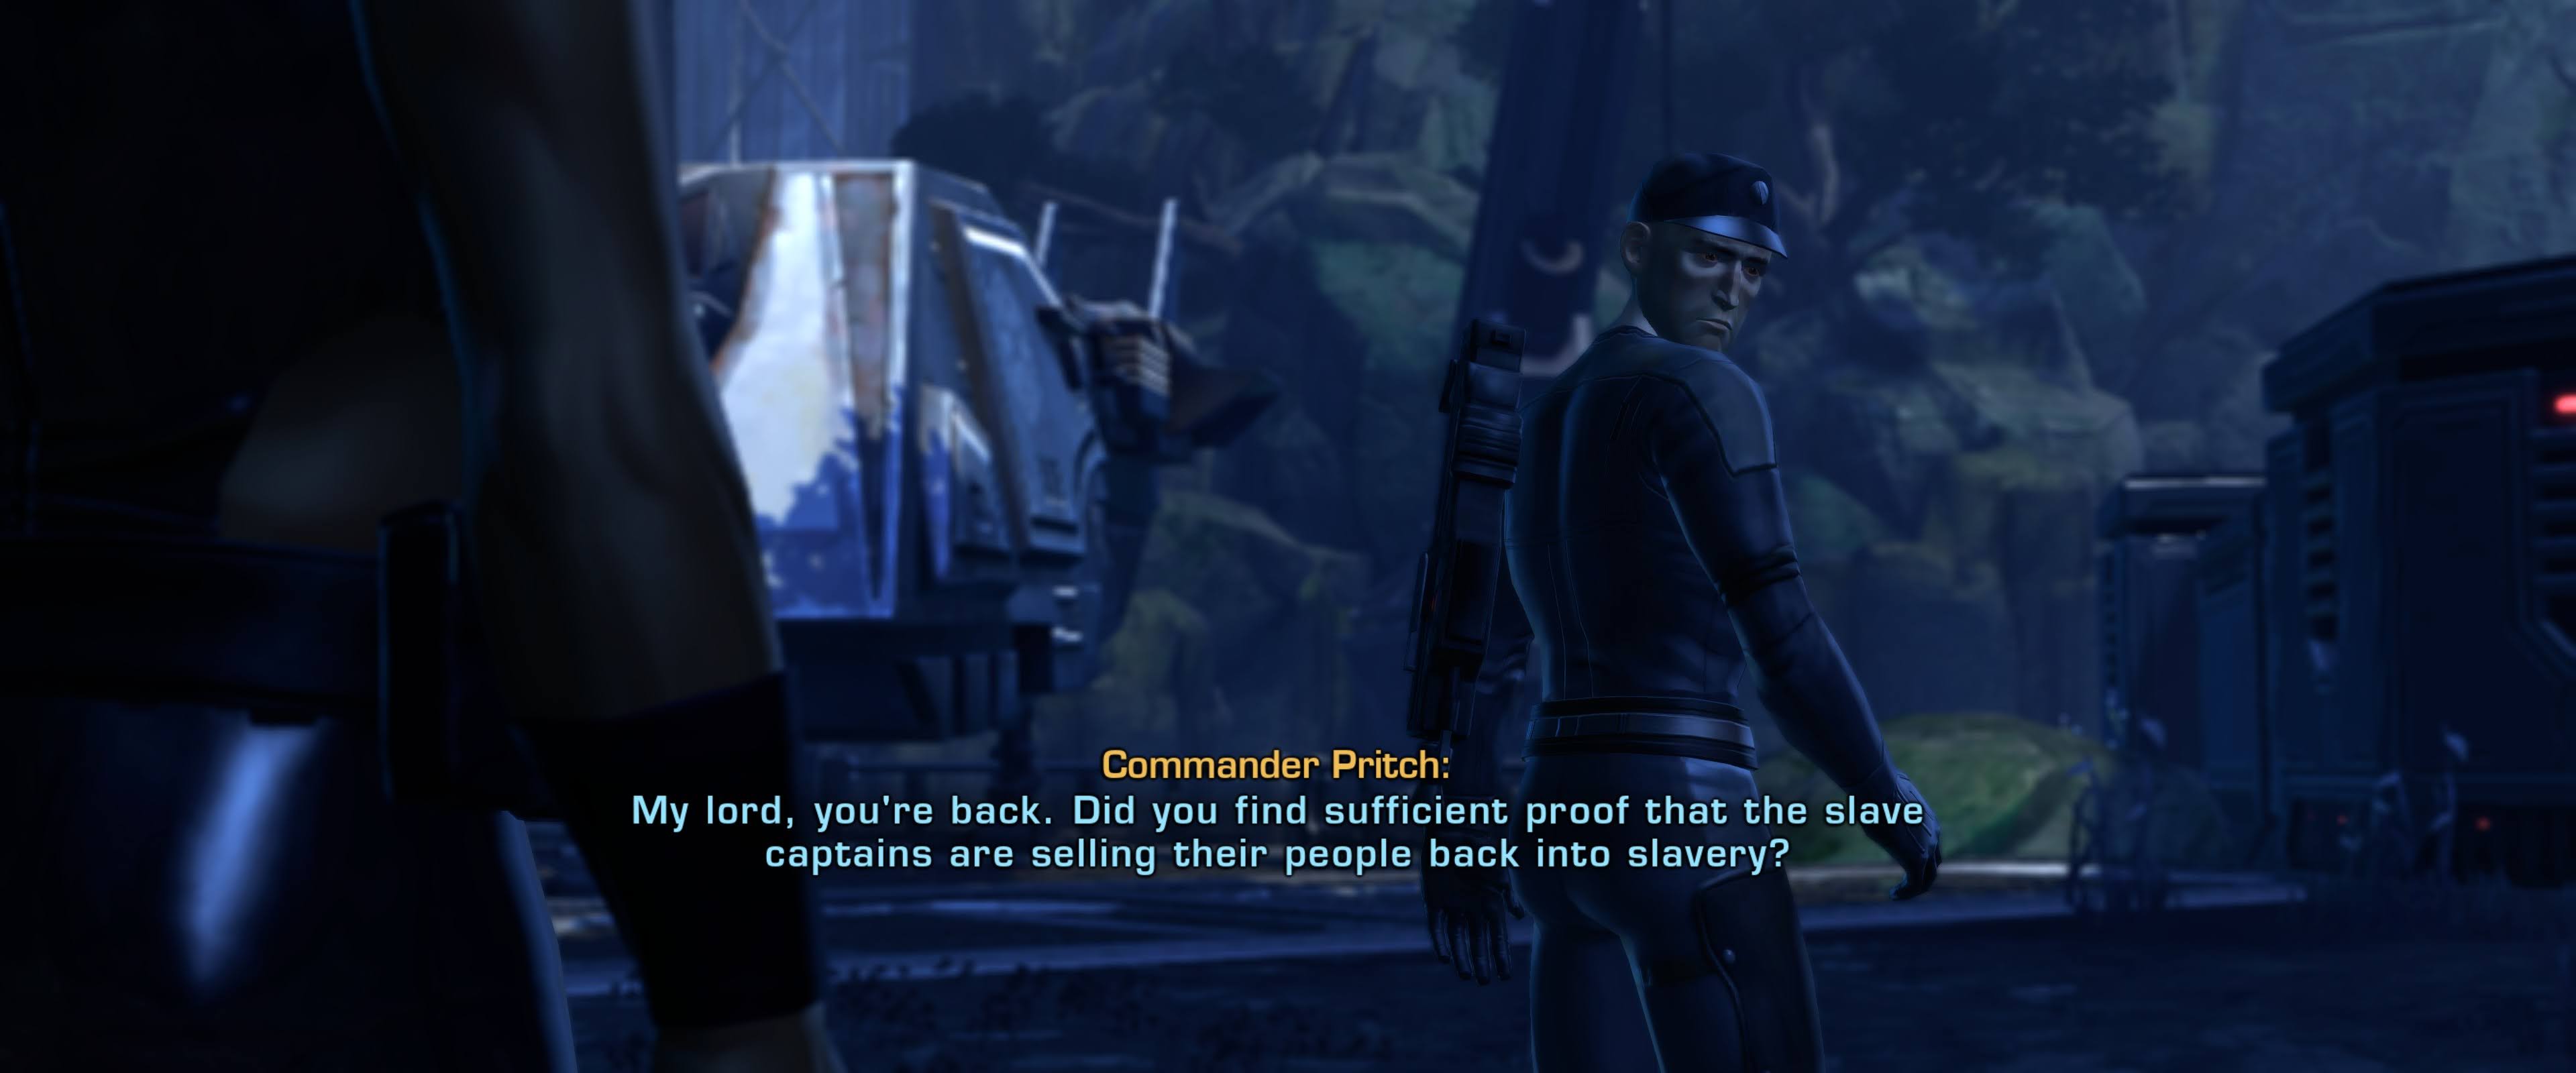 Commander Pritch:
My lord, you're back. Did you find sufficient proof that the slave
captains are selling their people back into slavery?